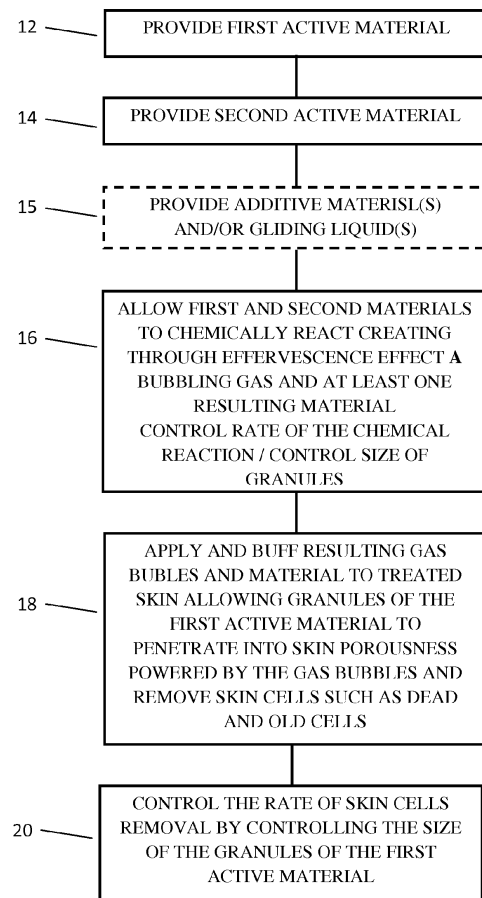 12
PROVIDE FIRST ACTIVE MATERIAL
14
PROVIDE SECOND ACTIVE MATERIAL
15
PROVIDE ADDITIVE MATERISL(S)
AND/OR GLIDING LIQUID(S)
16
ALLOW FIRST AND SECOND MATERIALS
TO CHEMICALLY REACT CREATING
THROUGH EFFERVESCENCE EFFECT A
BUBBLING GAS AND AT LEAST ONE
RESULTING MATERIAL
CONTROL RATE OF THE CHEMICAL
REACTION / CONTROL SIZE OF
GRANULES
18
APPLY AND BUFF RESULTING GAS
BUBLES AND MATERIAL TO TREATED
SKIN ALLOWING GRANULES OF THE
FIRST ACTIVE MATERIAL TO
PENETRATE INTO SKIN POROUSNESS
POWERED BY THE GAS BUBBLES AND
REMOVE SKIN CELLS SUCH AS DEAD
AND OLD CELLS
20
CONTROL THE RATE OF SKIN CELLS
REMOVAL BY CONTROLLING THE SIZE
OF THE GRANULES OF THE FIRST
ACTIVE MATERIAL